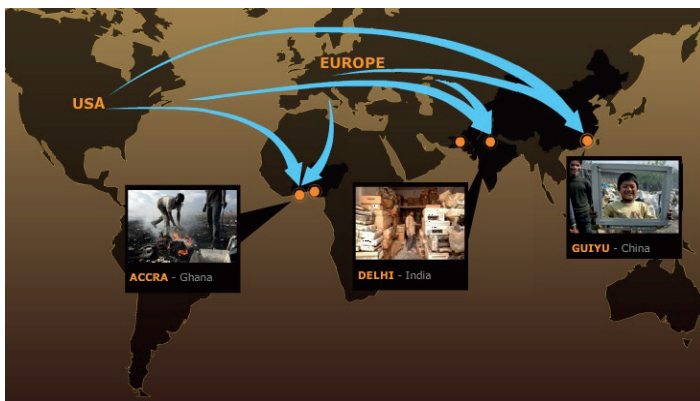 EUROPE
USA
ACCRA - Ghana
DELHI - India
GUIYU - China